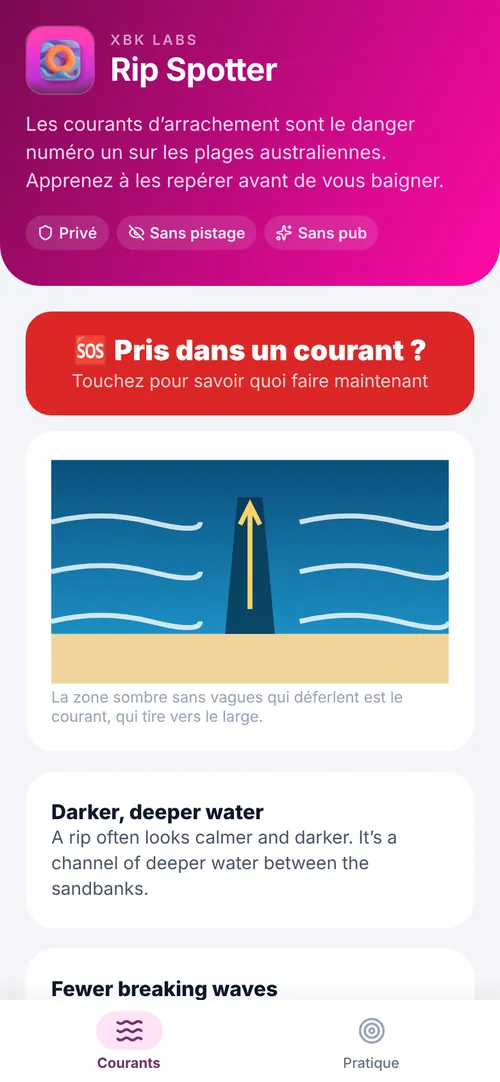 XBK LABS
Rip Spotter
Les courants d’arrachement sont le danger
numéro un sur les plages australiennes.
Apprenez à les repérer avant de vous baigner.
Privé
Sans pistage
Sans pub
🆘 Pris dans un courant ?
Touchez pour savoir quoi faire maintenant
La zone sombre sans vagues qui déferlent est le
courant, qui tire vers le large.
Darker, deeper water
A rip often looks calmer and darker. It’s a
channel of deeper water between the
sandbanks.
Fewer breaking waves
Courants
Pratique